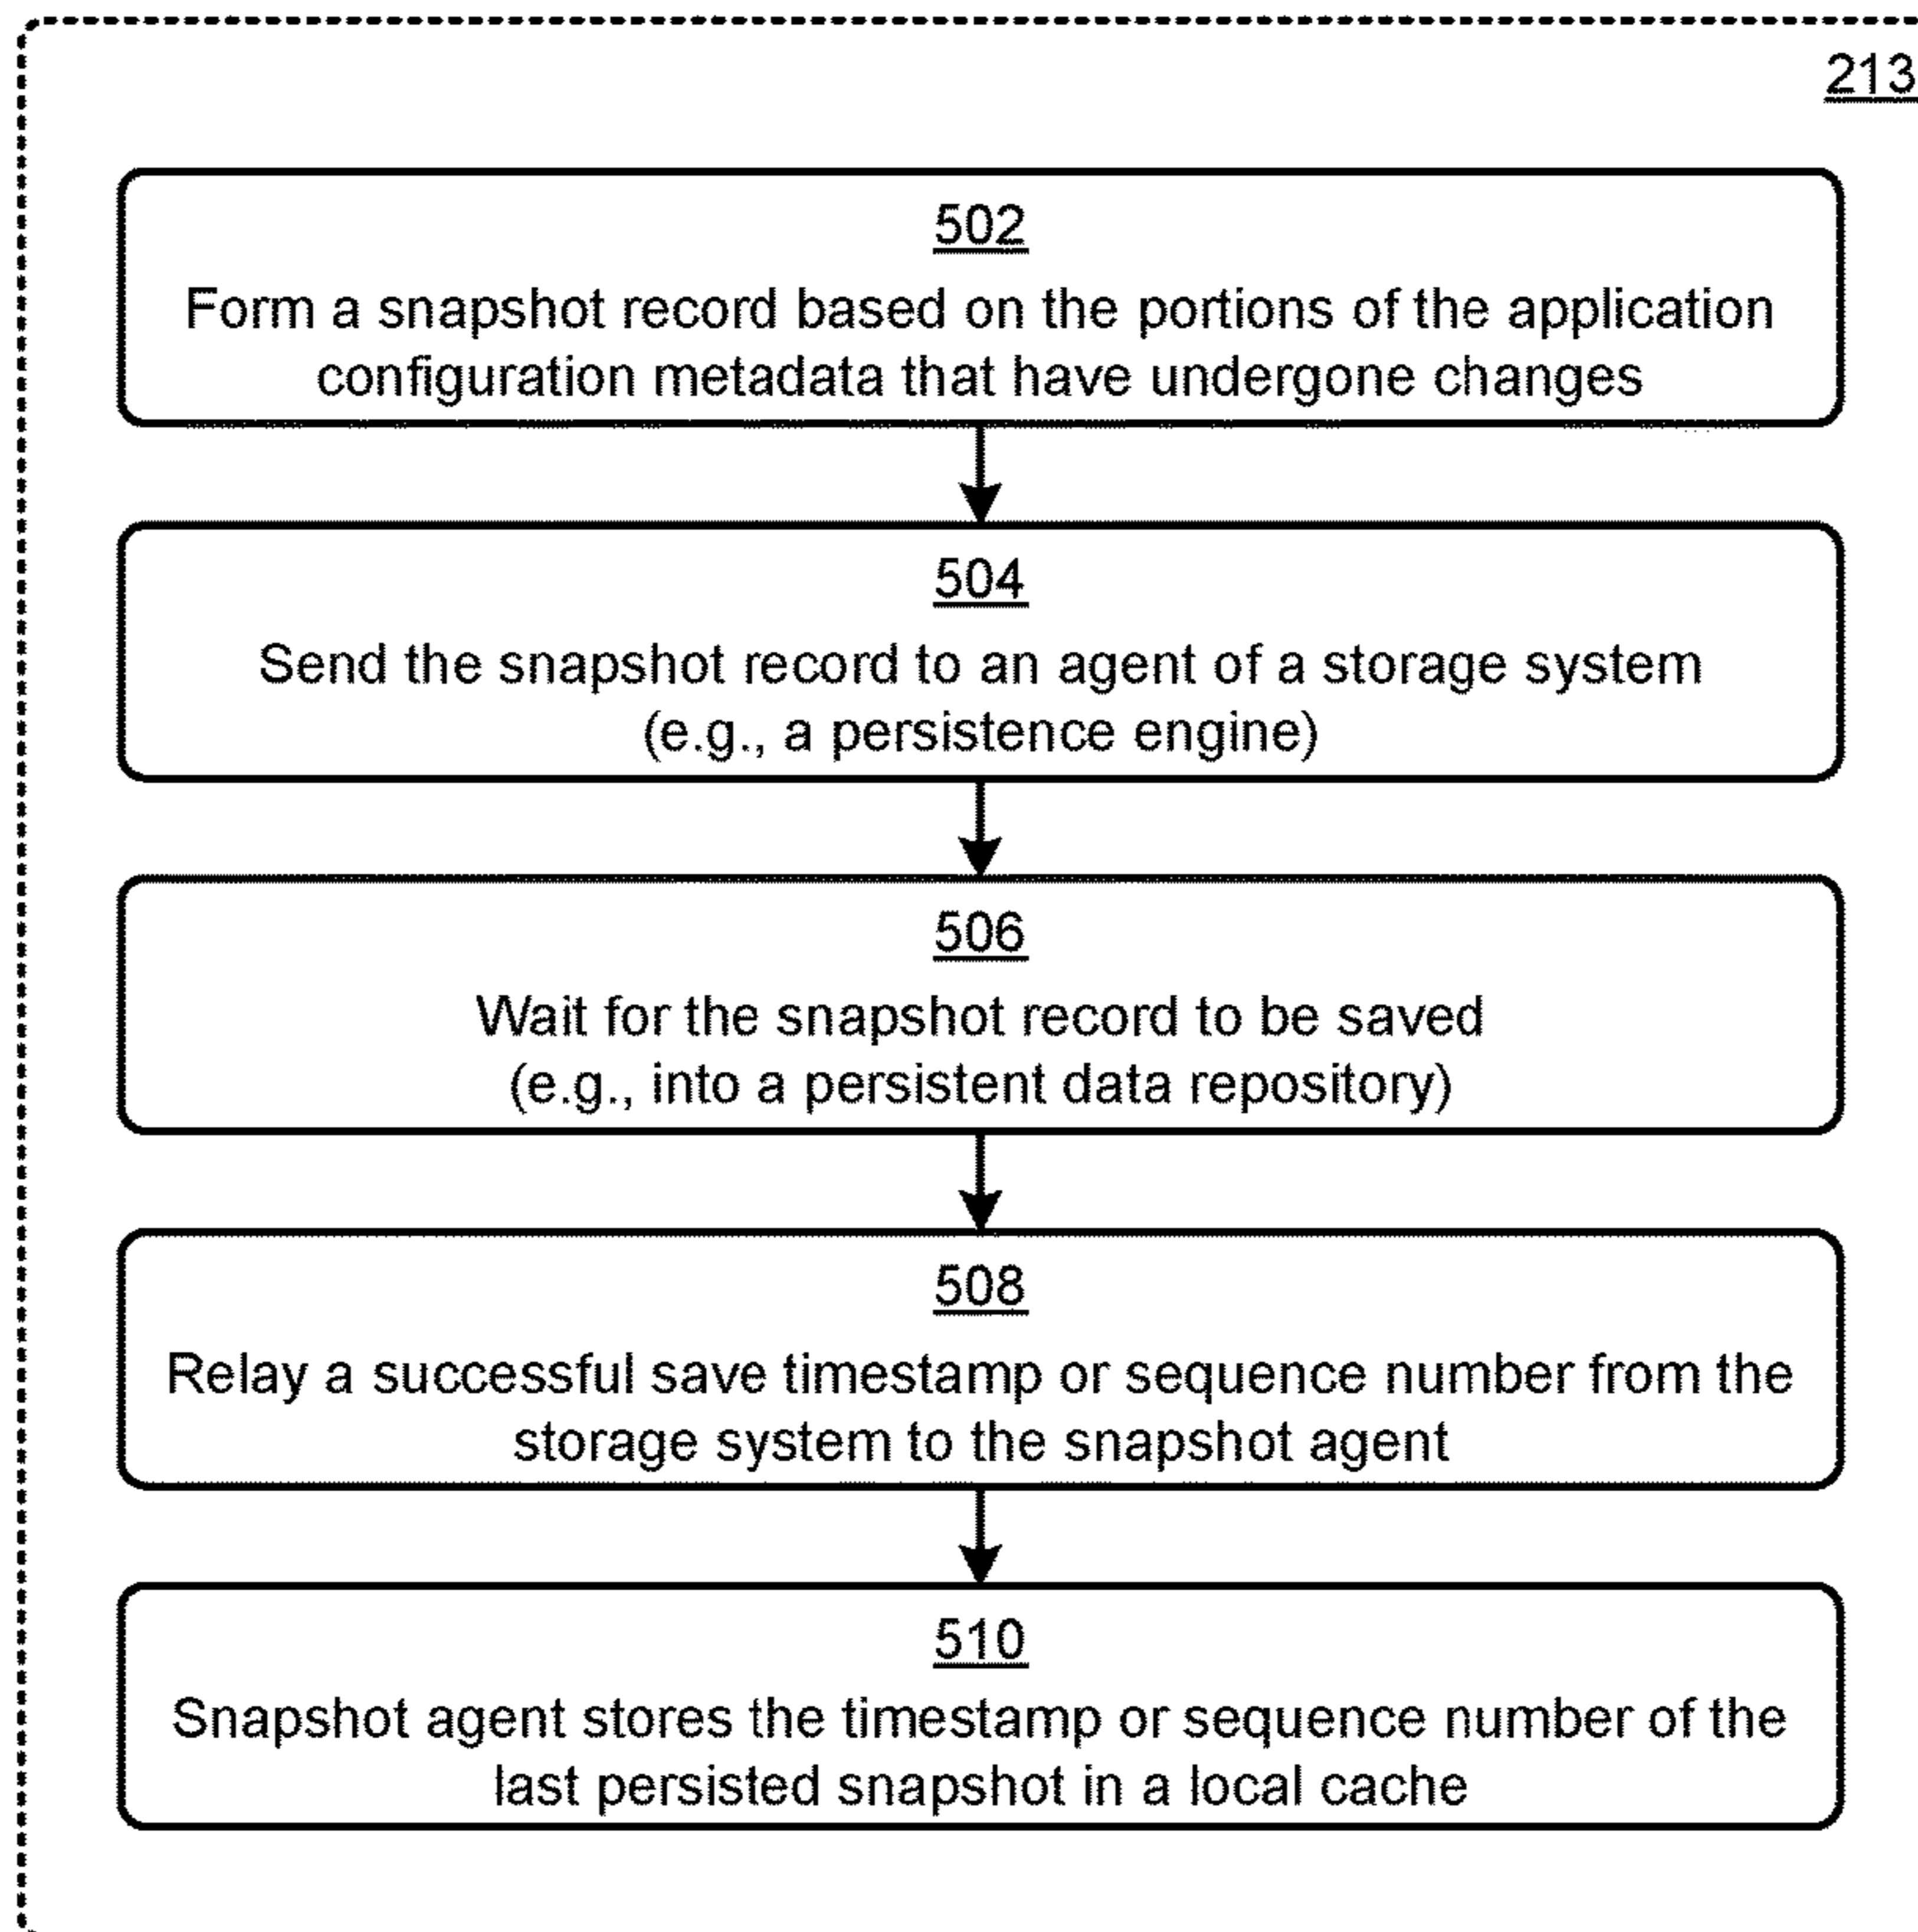 213
502
Form a snapshot record based on the portions of the application
configuration metadata that have undergone changes
504
Send the snapshot record to an agent of a storage system
(e.g., a persistence engine)
506
Wait for the snapshot record to be saved
(e.g., into a persistent data repository)
508
Relay a successful save timestamp or sequence number from the
storage system to the snapshot agent
510
Snapshot agent stores the timestamp or sequence number of the
last persisted snapshot in a local cache